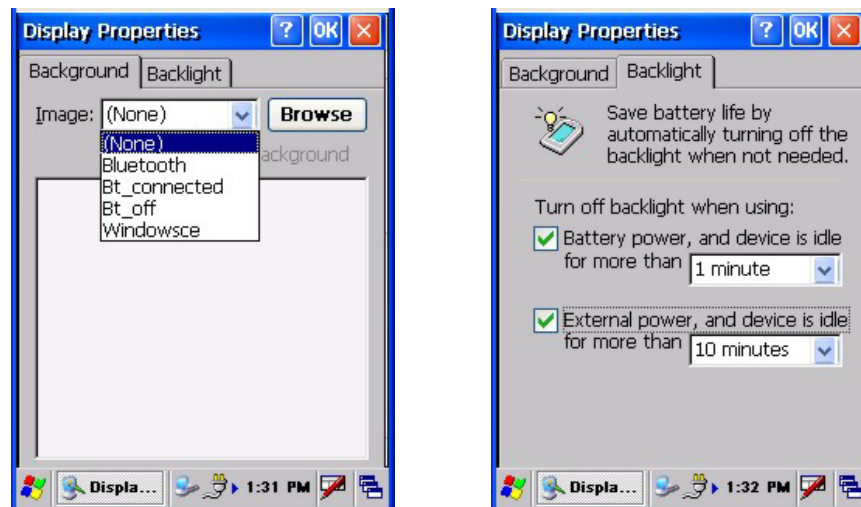 Display Properties ? OK
Background Backlight
Image: (None) Browse
(None)
ackground
Bluetooth
Bt_connected
Bt_off
Windowsce
Displa... 1:31 PM
Display Properties ? OK
Background Backlight
Save battery life by
automatically turning off the
backlight when not needed.
Turn off backlight when using:
Battery power, and device is idle
for more than 1 minute
External power, and device is idle
for more than 10 minutes
Displa... 1:32 PM